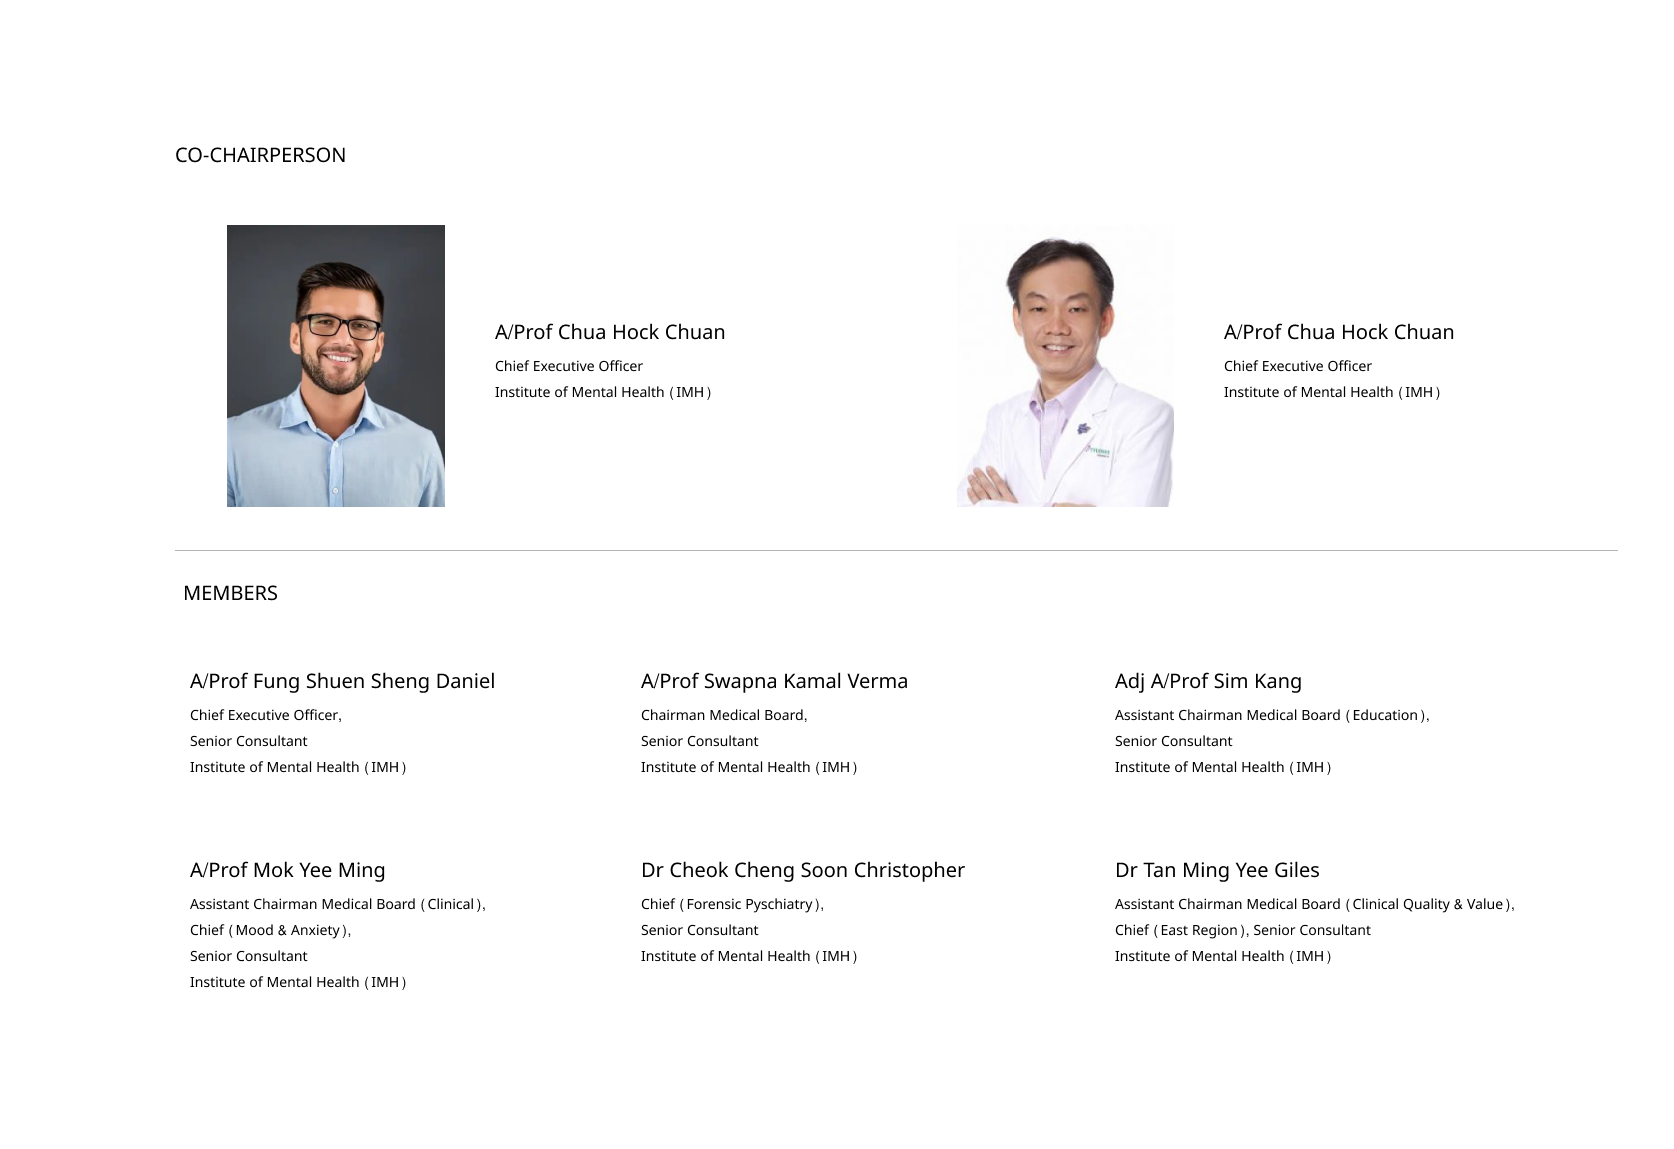 CO-CHAIRPERSON
A/Prof Chua Hock Chuan
Chief Executive Officer
Institute of Mental Health (IMH)
A/Prof Chua Hock Chuan
Chief Executive Officer
Institute of Mental Health (IMH)
MEMBERS
A/Prof Fung Shuen Sheng Daniel
Chief Executive Officer,
Senior Consultant
Institute of Mental Health (IMH)
A/Prof Swapna Kamal Verma
Chairman Medical Board,
Senior Consultant
Institute of Mental Health (IMH)
Adj A/Prof Sim Kang
Assistant Chairman Medical Board (Education),
Senior Consultant
Institute of Mental Health (IMH)
A/Prof Mok Yee Ming
Assistant Chairman Medical Board (Clinical),
Chief (Mood & Anxiety),
Senior Consultant
Institute of Mental Health (IMH)
Dr Cheok Cheng Soon Christopher
Chief (Forensic Pyschiatry),
Senior Consultant
Institute of Mental Health (IMH)
Dr Tan Ming Yee Giles
Assistant Chairman Medical Board (Clinical Quality & Value),
Chief (East Region), Senior Consultant
Institute of Mental Health (IMH)